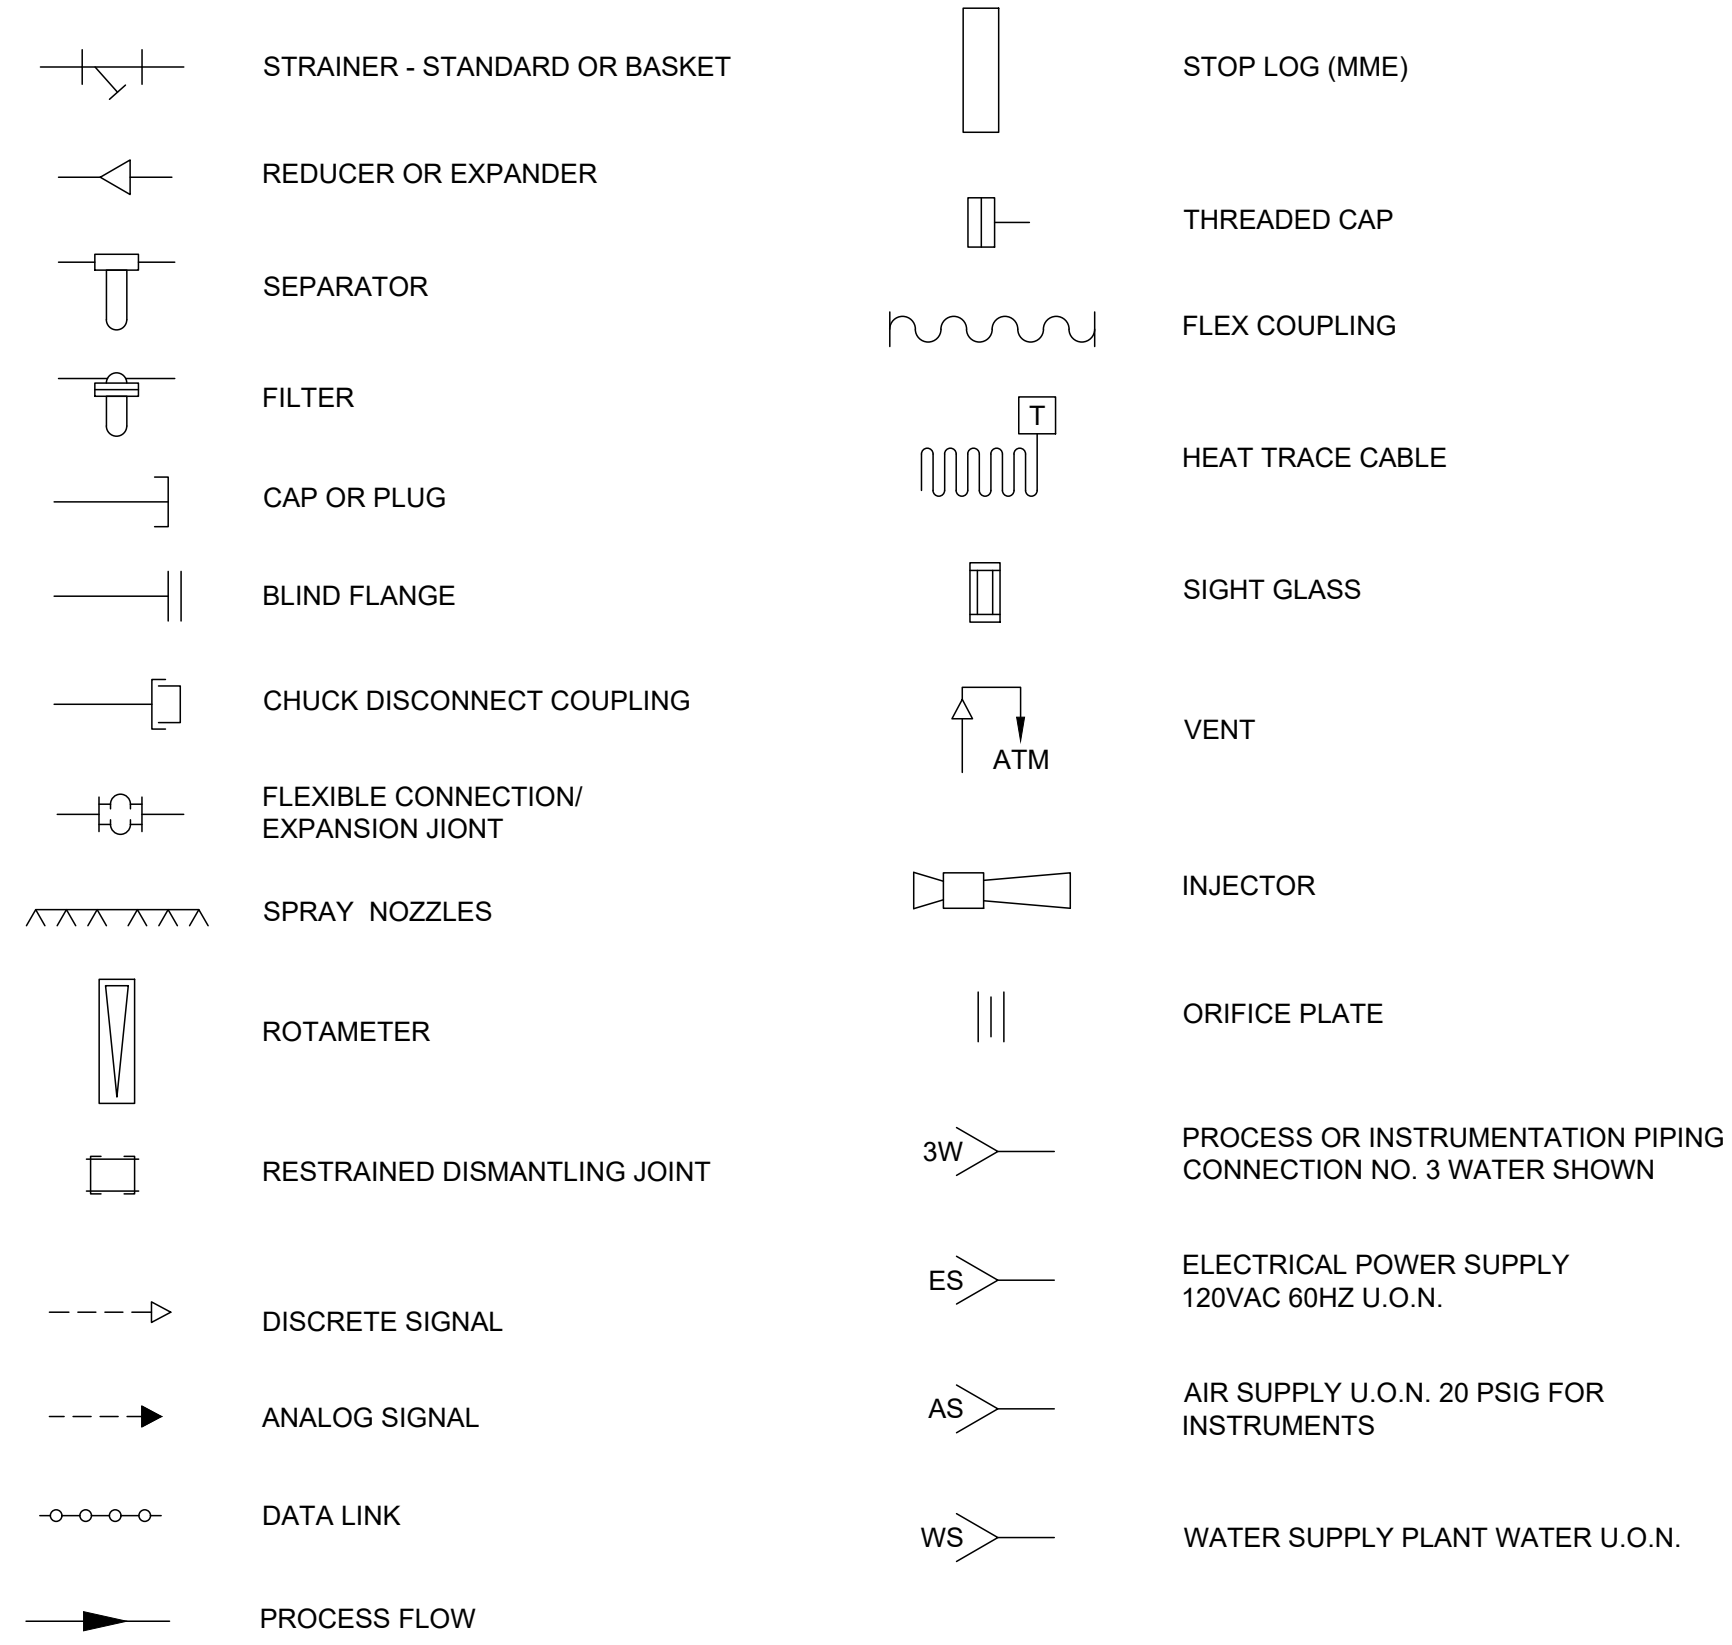 STRAINER - STANDARD OR BASKET
REDUCER OR EXPANDER
SEPARATOR
FILTER
CAP OR PLUG
BLIND FLANGE
CHUCK DISCONNECT COUPLING
FLEXIBLE CONNECTION/
EXPANSION JIONT
SPRAY NOZZLES
ROTAMETER
RESTRAINED DISMANTLING JOINT
DISCRETE SIGNAL
ANALOG SIGNAL
DATA LINK
PROCESS FLOW
STOP LOG (MME)
THREADED CAP
FLEX COUPLING
T
HEAT TRACE CABLE
SIGHT GLASS
VENT
ATM
INJECTOR
ORIFICE PLATE
3W
PROCESS OR INSTRUMENTATION PIPING
CONNECTION NO. 3 WATER SHOWN
ES
ELECTRICAL POWER SUPPLY
120VAC 60HZ U.O.N.
AS
AIR SUPPLY U.O.N. 20 PSIG FOR
INSTRUMENTS
WS
WATER SUPPLY PLANT WATER U.O.N.